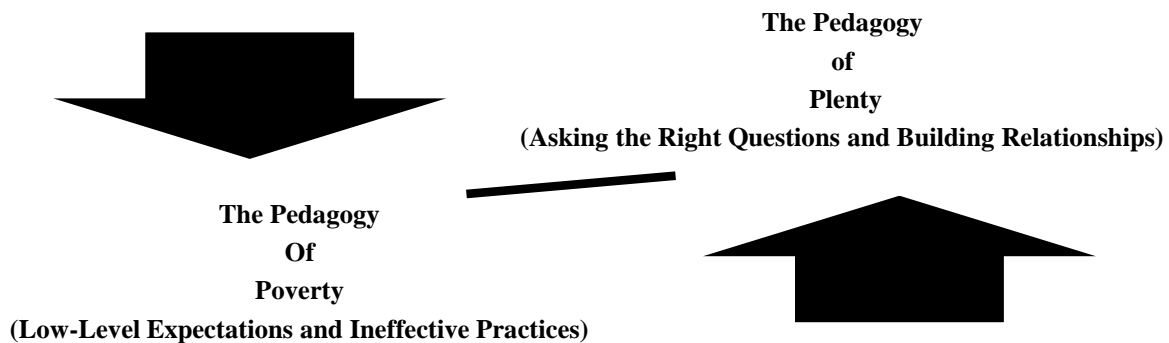 The Pedagogy
of
Plenty
(Asking the Right Questions and Building Relationships)
The Pedagogy
Of
Poverty
(Low-Level Expectations and Ineffective Practices)